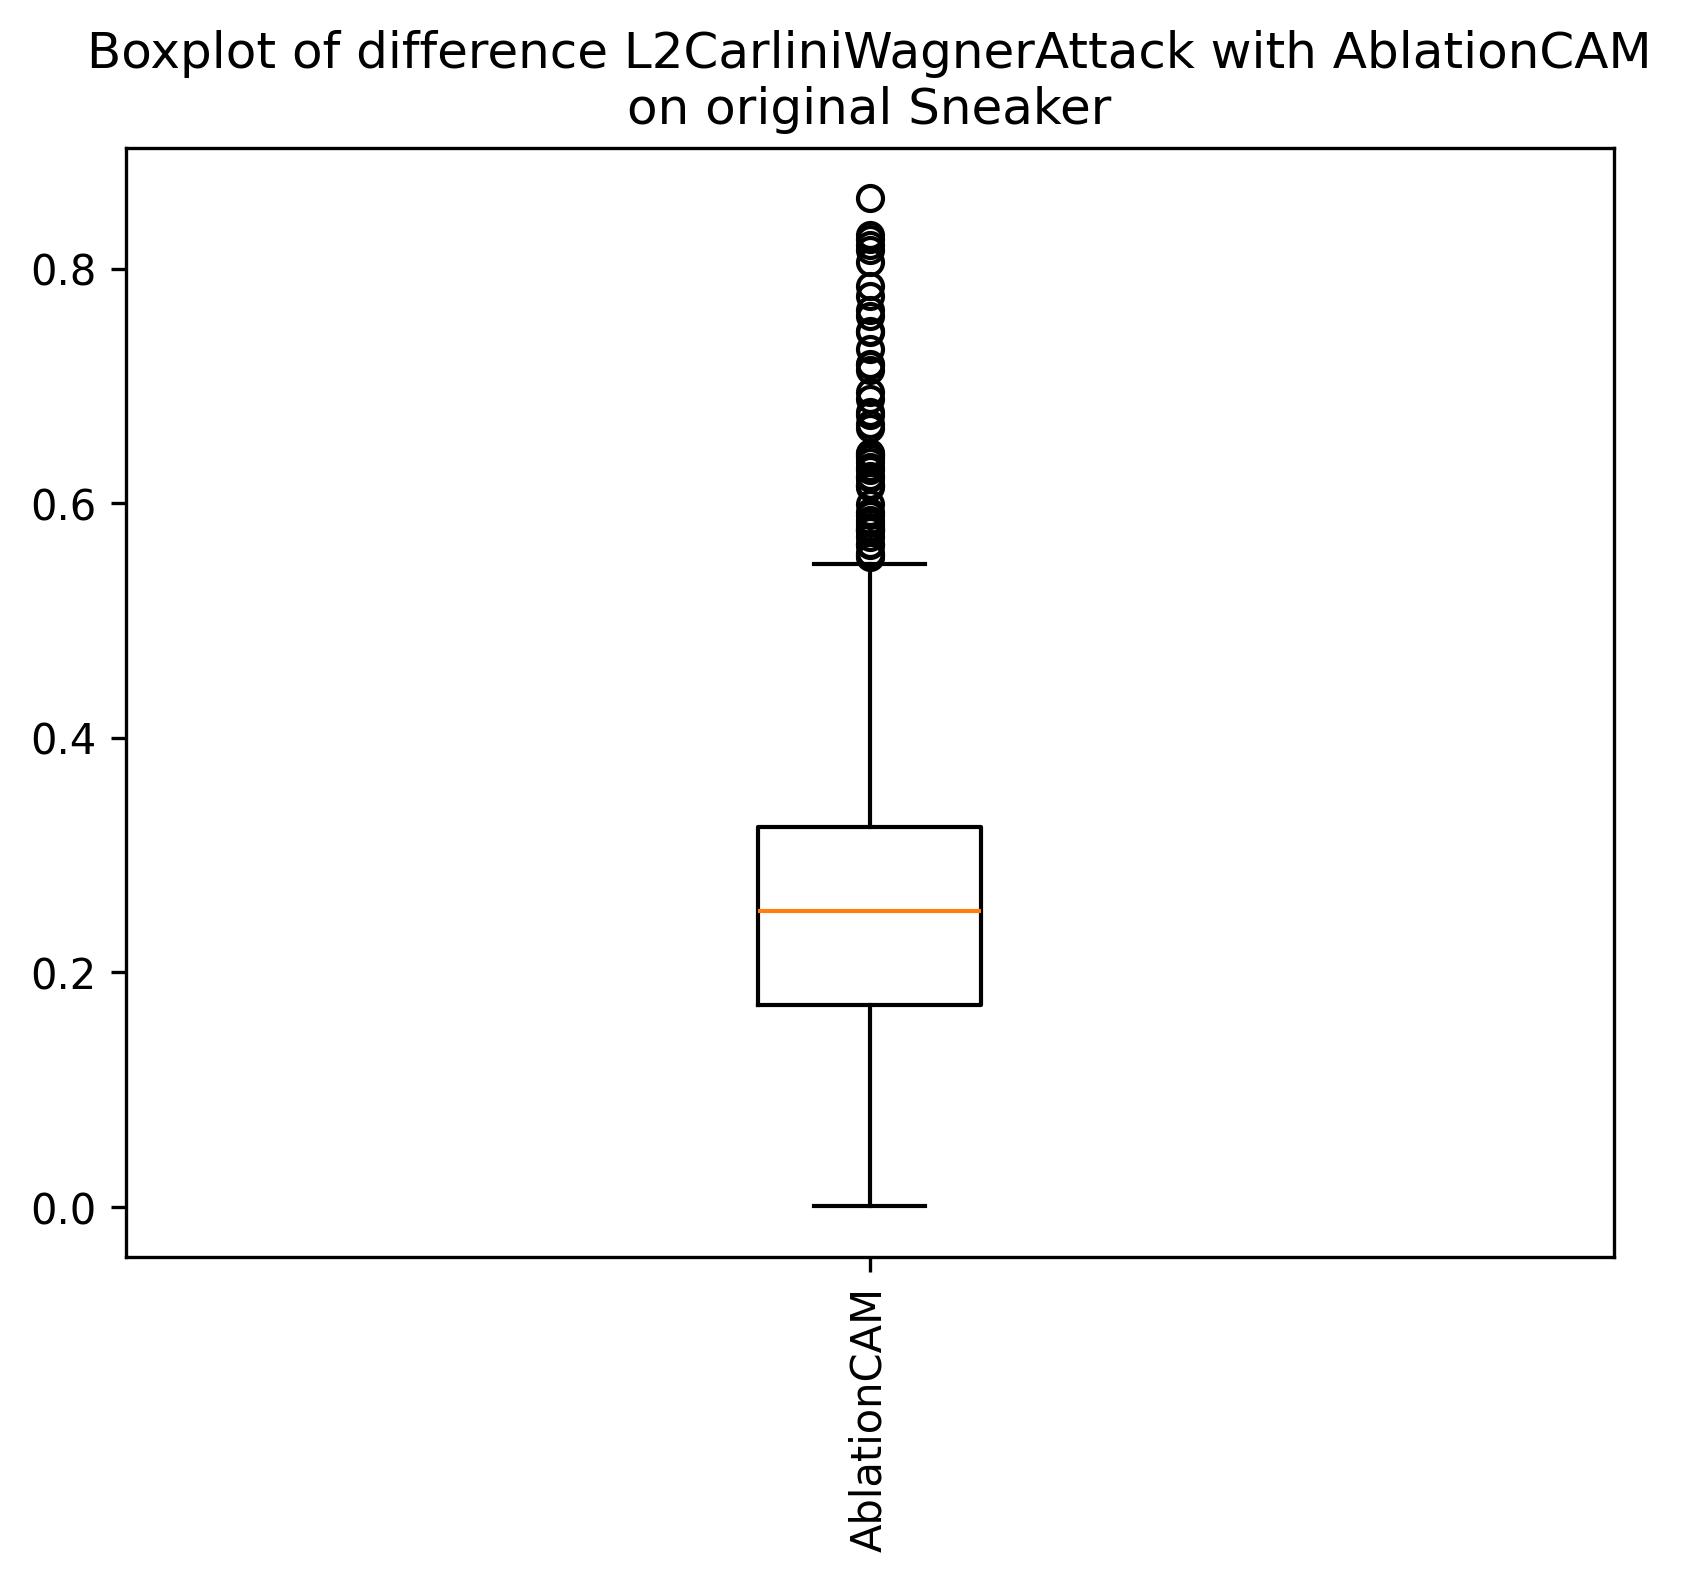 Boxplot of difference L2CarliniWagnerAttack with AblationCAM
on original Sneaker
0.8
0.6
0.4
0.2
0.0
AblationCAM